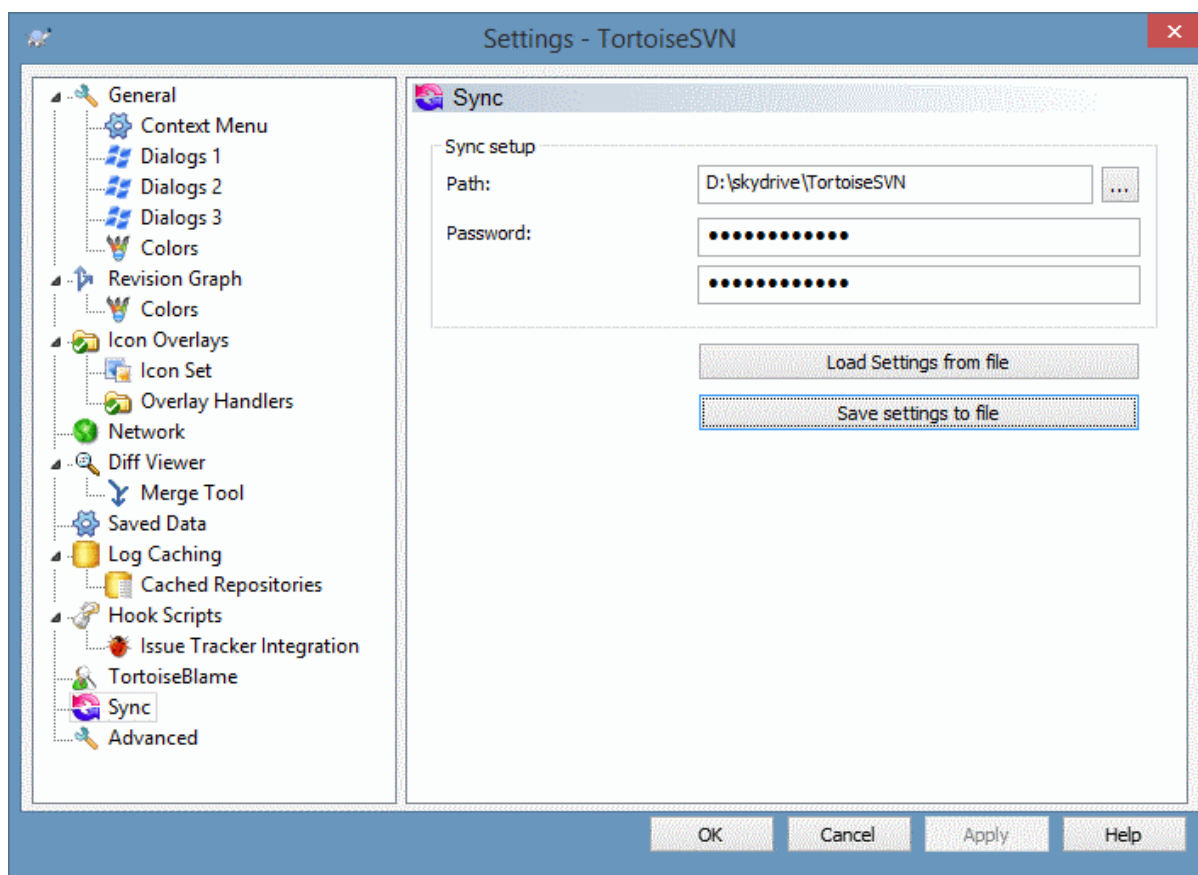 Settings - TortoiseSVN
General
Context Menu
Dialogs 1
Dialogs 2
Dialogs 3
Colors
Revision Graph
Colors
Icon Overlays
Icon Set
Overlay Handlers
Network
Diff Viewer
Merge Tool
Saved Data
Log Caching
Cached Repositories
Hook Scripts
Issue Tracker Integration
TortoiseBlame
Sync
Advanced
Sync
Sync setup
Path: D:\skydrive\TortoiseSVN ...
Password: ●●●●●●●●●●●●
●●●●●●●●●●●●
Load Settings from file
Save settings to file
OK Cancel Apply Help